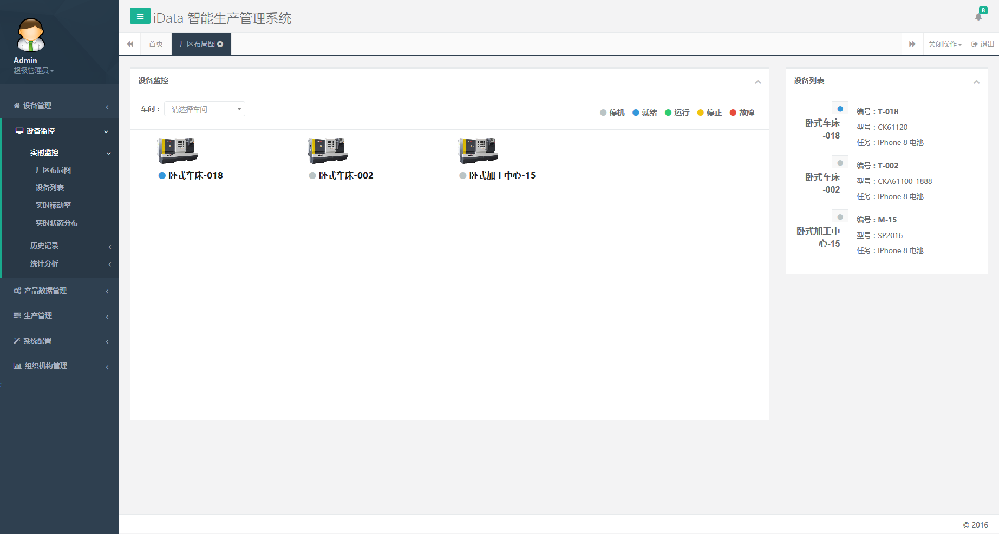 Admin
超级管理员
设备管理
设备监控
实时监控
厂区布局图
设备列表
实时稼动率
实时状态分布
历史记录
统计分析
产品数据管理
生产管理
系统配置
组织机构管理
iData 智能生产管理系统
8
首页
厂区布局图
关闭操作
退出
设备监控
车间：
-请选择车间-
停机
就绪
运行
停止
故障
卧式车床-018
卧式车床-002
卧式加工中心-15
设备列表
卧式车床
-018
编号：T-018
型号：CK61120
任务：iPhone 8 电池
卧式车床
-002
编号：T-002
型号：CKA61100-1888
任务：iPhone 8 电池
卧式加工中
心-15
编号：M-15
型号：SP2016
任务：iPhone 8 电池
© 2016